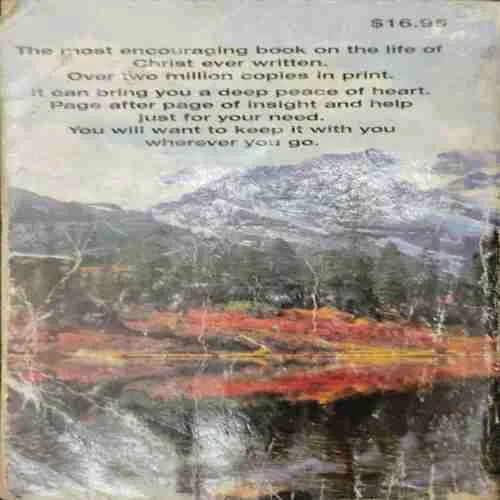 $16.95
The most encouraging book on the life of
Christ ever written.
Over two million copies in print.
It can bring you a deep peace of heart.
Page after page of insight and help
just for your need.
You will want to keep it with you
wherever you go.